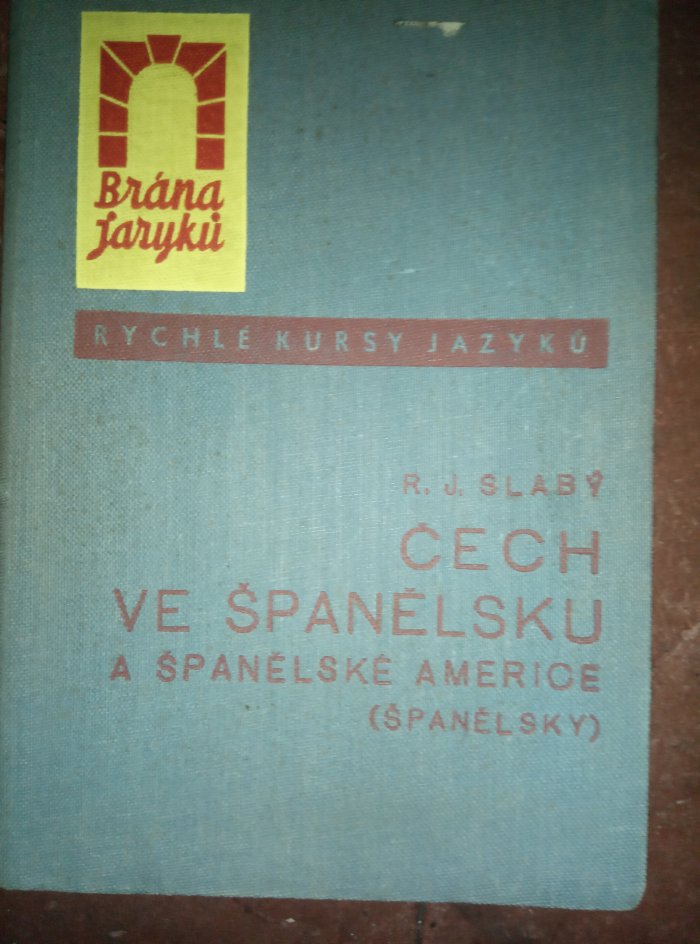 Brána
jazyků
RYCHLÉ KURSY JAZYKŮ
R. J. SLABÝ
ČECH
VE ŠPANĚLSKU
A ŠPANĚLSKÉ AMERICE
(ŠPANĚLSKY)